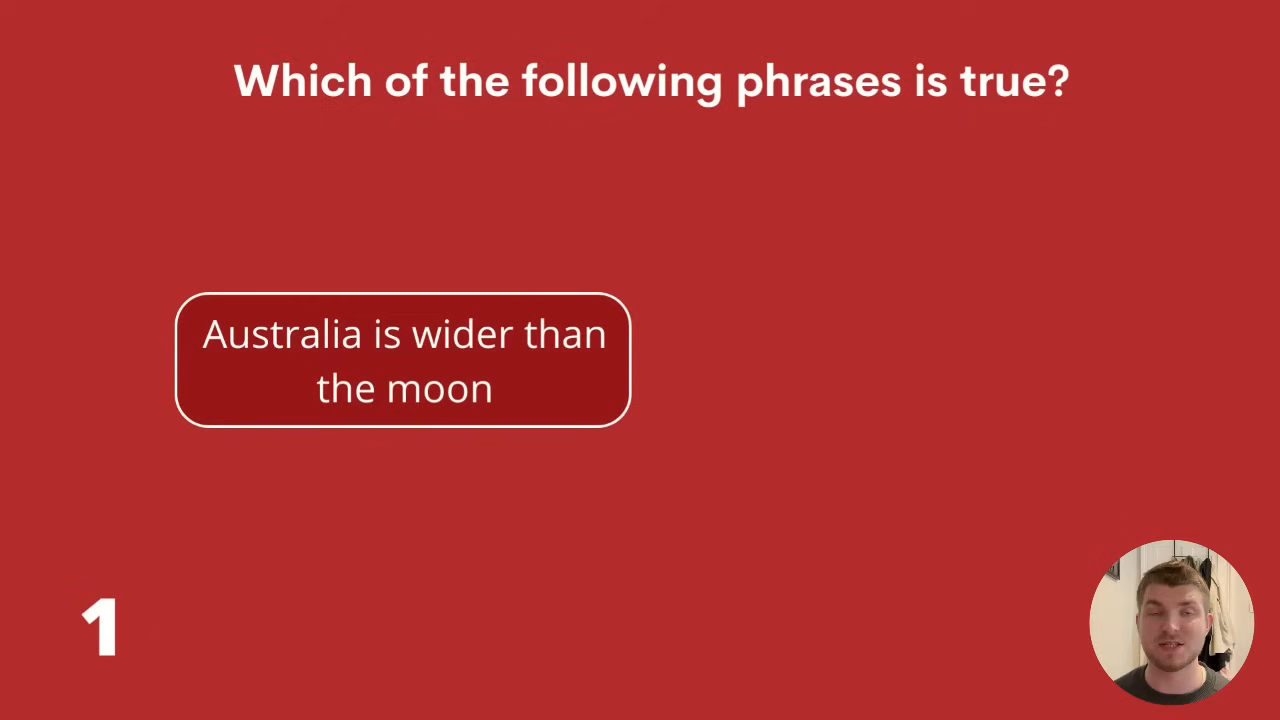 Which of the following phrases is true?
Australia is wider than
the moon
1